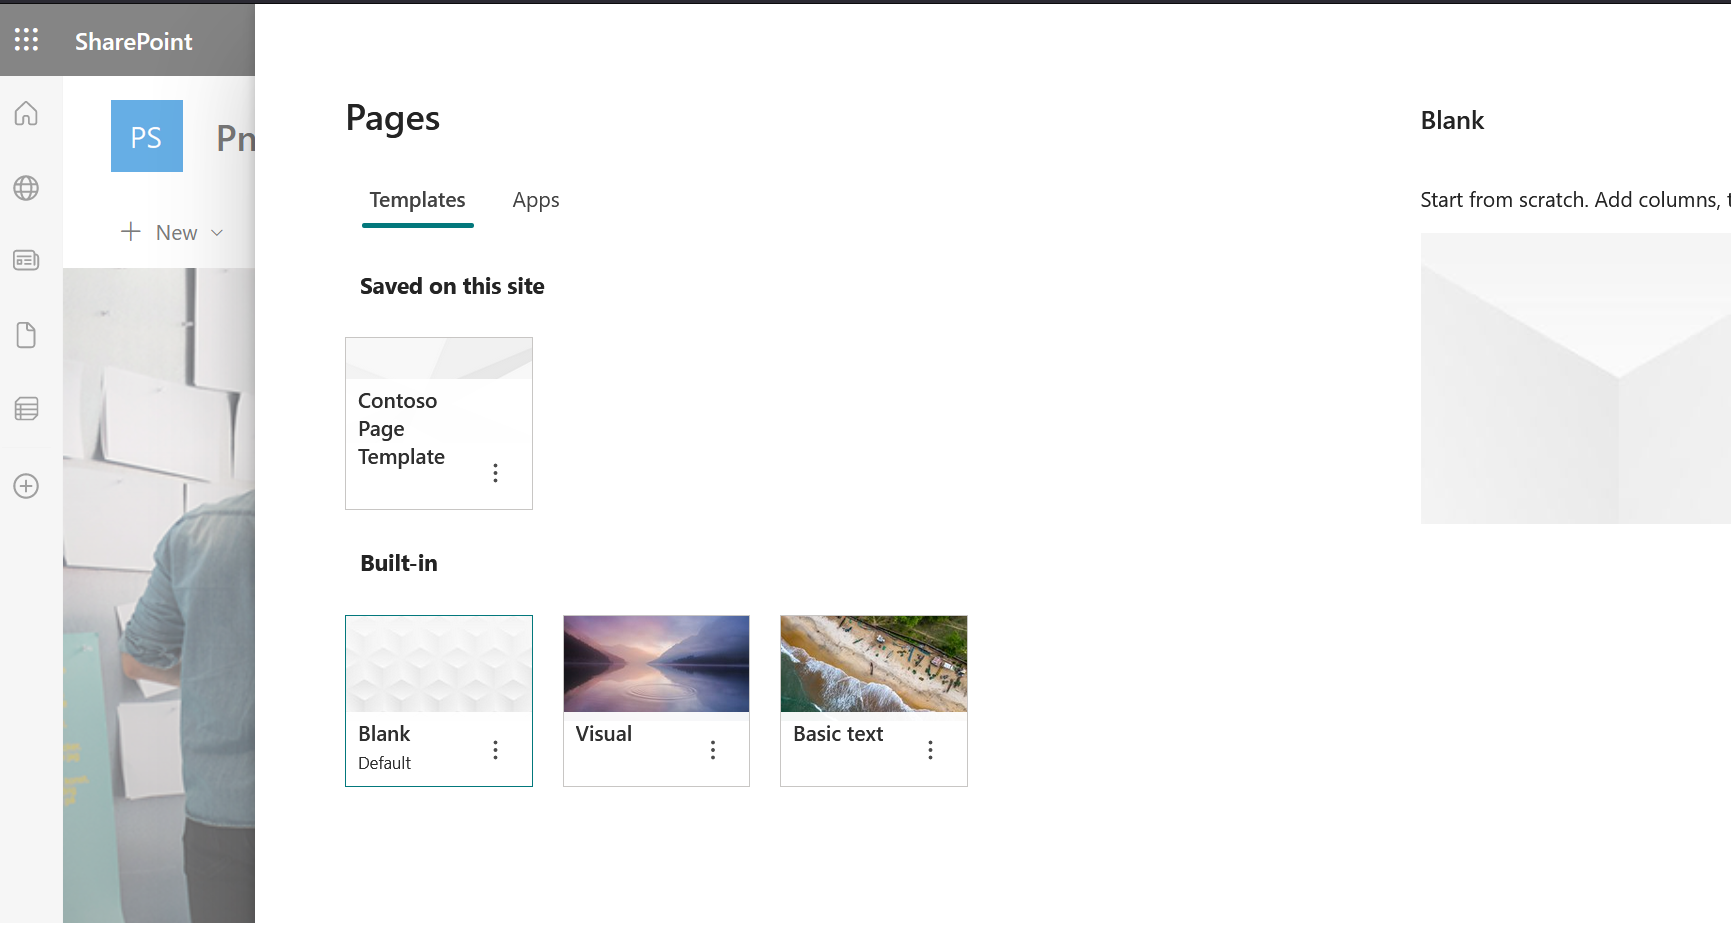 SharePoint
PS
Pn
New
Pages
Templates
Apps
Saved on this site
Contoso
Page
Template
Built-in
Blank
Default
Visual
Basic text
Blank
Start from scratch. Add columns, t